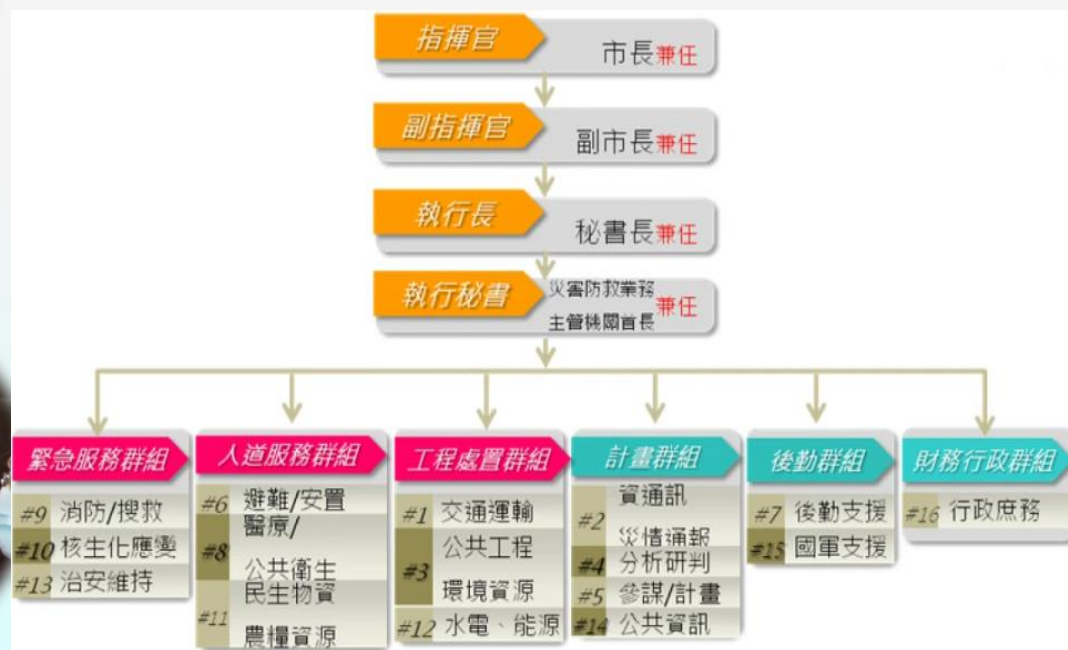 指揮官 市長兼任
副指揮官 副市長兼任
執行長 秘書長兼任
執行秘書 災害防救業務
主管機關首長 兼任
緊急服務群組
#9 消防/搜救
#10 核生化應變
#13 治安維持
人道服務群組
#6 避難/安置
#8 醫療/
公共衛生
#11 民生物資
農糧資源
工程處置群組
#1 交通運輸
#3 公共工程
環境資源
#12 水電、能源
計畫群組
#2 資通訊
災情通報
#4 分析研判
#5 參謀/計畫
#14 公共資訊
後勤群組
#7 後勤支援
#15 國軍支援
財務行政群組
#16 行政庶務